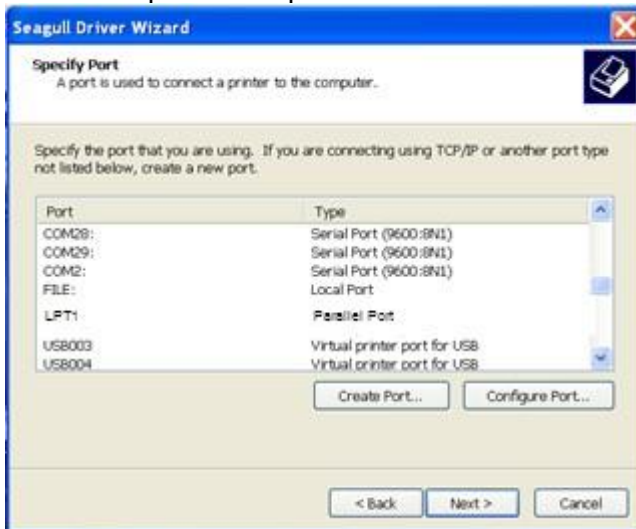 Seagull Driver Wizard
Specify Port
A port is used to connect a printer to the computer.
Specify the port that you are using. If you are connecting using TCP/IP or another port type
not listed below, create a new port.
Port Type
COM28: Serial Port (9600:8N1)
COM29: Serial Port (9600:8N1)
COM2: Serial Port (9600:8N1)
FILE: Local Port
LPT1 Parallel Port
USB003 Virtual printer port for USB
USB004 Virtual printer port for USB
Create Port... Configure Port...
< Back Next > Cancel